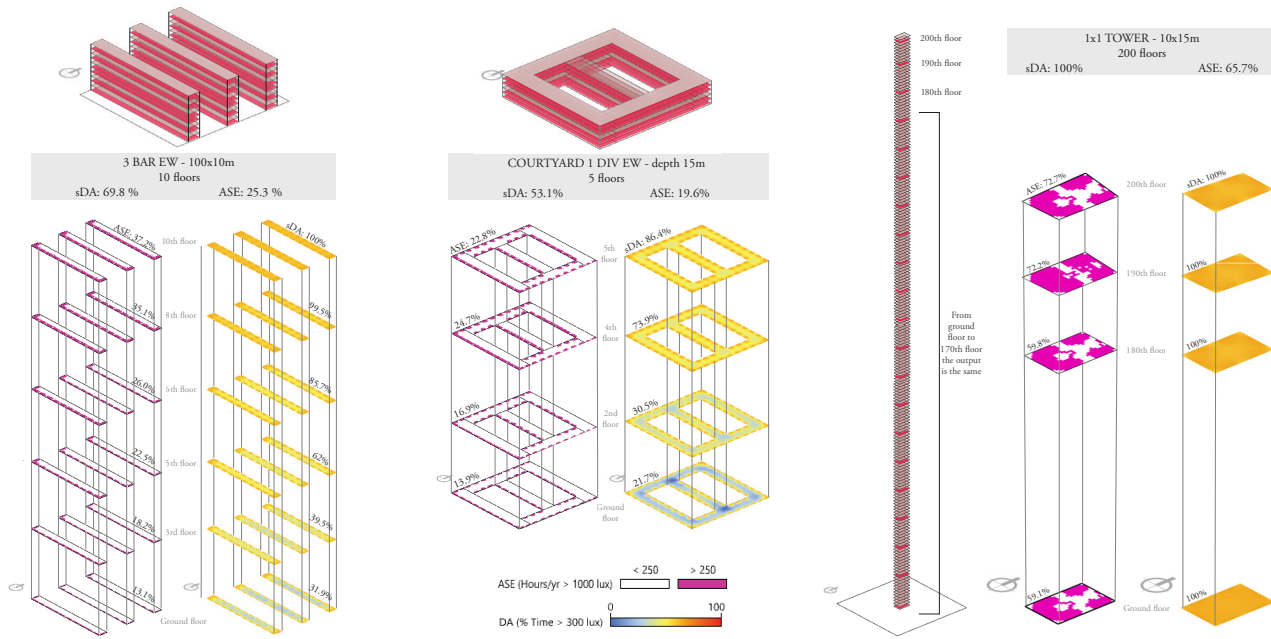 3 BAR EW - 100x10m
10 floors
sDA: 69.8 %
ASE: 25.3 %
ASE: 37.2%
35.1%
26.0%
22.5%
18.2%
13.1%
10th floor
8th floor
6th floor
5th floor
3rd floor
Ground floor
sDA: 100%
99.5%
85.7%
62%
39.5%
31.9%
COURTYARD 1 DIV EW - depth 15m
5 floors
sDA: 53.1%
ASE: 19.6%
ASE: 22.8%
24.7%
16.9%
13.9%
5th
floor
4th
floor
2nd
floor
Ground
floor
sDA: 86.4%
73.9%
30.5%
21.7%
ASE (Hours/yr > 1000 lux)
< 250
> 250
DA (% Time > 300 lux)
0
100
200th floor
190th floor
180th floor
From
ground
floor to
170th floor
the output
is the same
1x1 TOWER - 10x15m
200 floors
sDA: 100%
ASE: 65.7%
ASE: 72.7%
72.2%
59.8%
59.1%
200th floor
190th floor
180th floor
Ground floor
sDA: 100%
100%
100%
100%